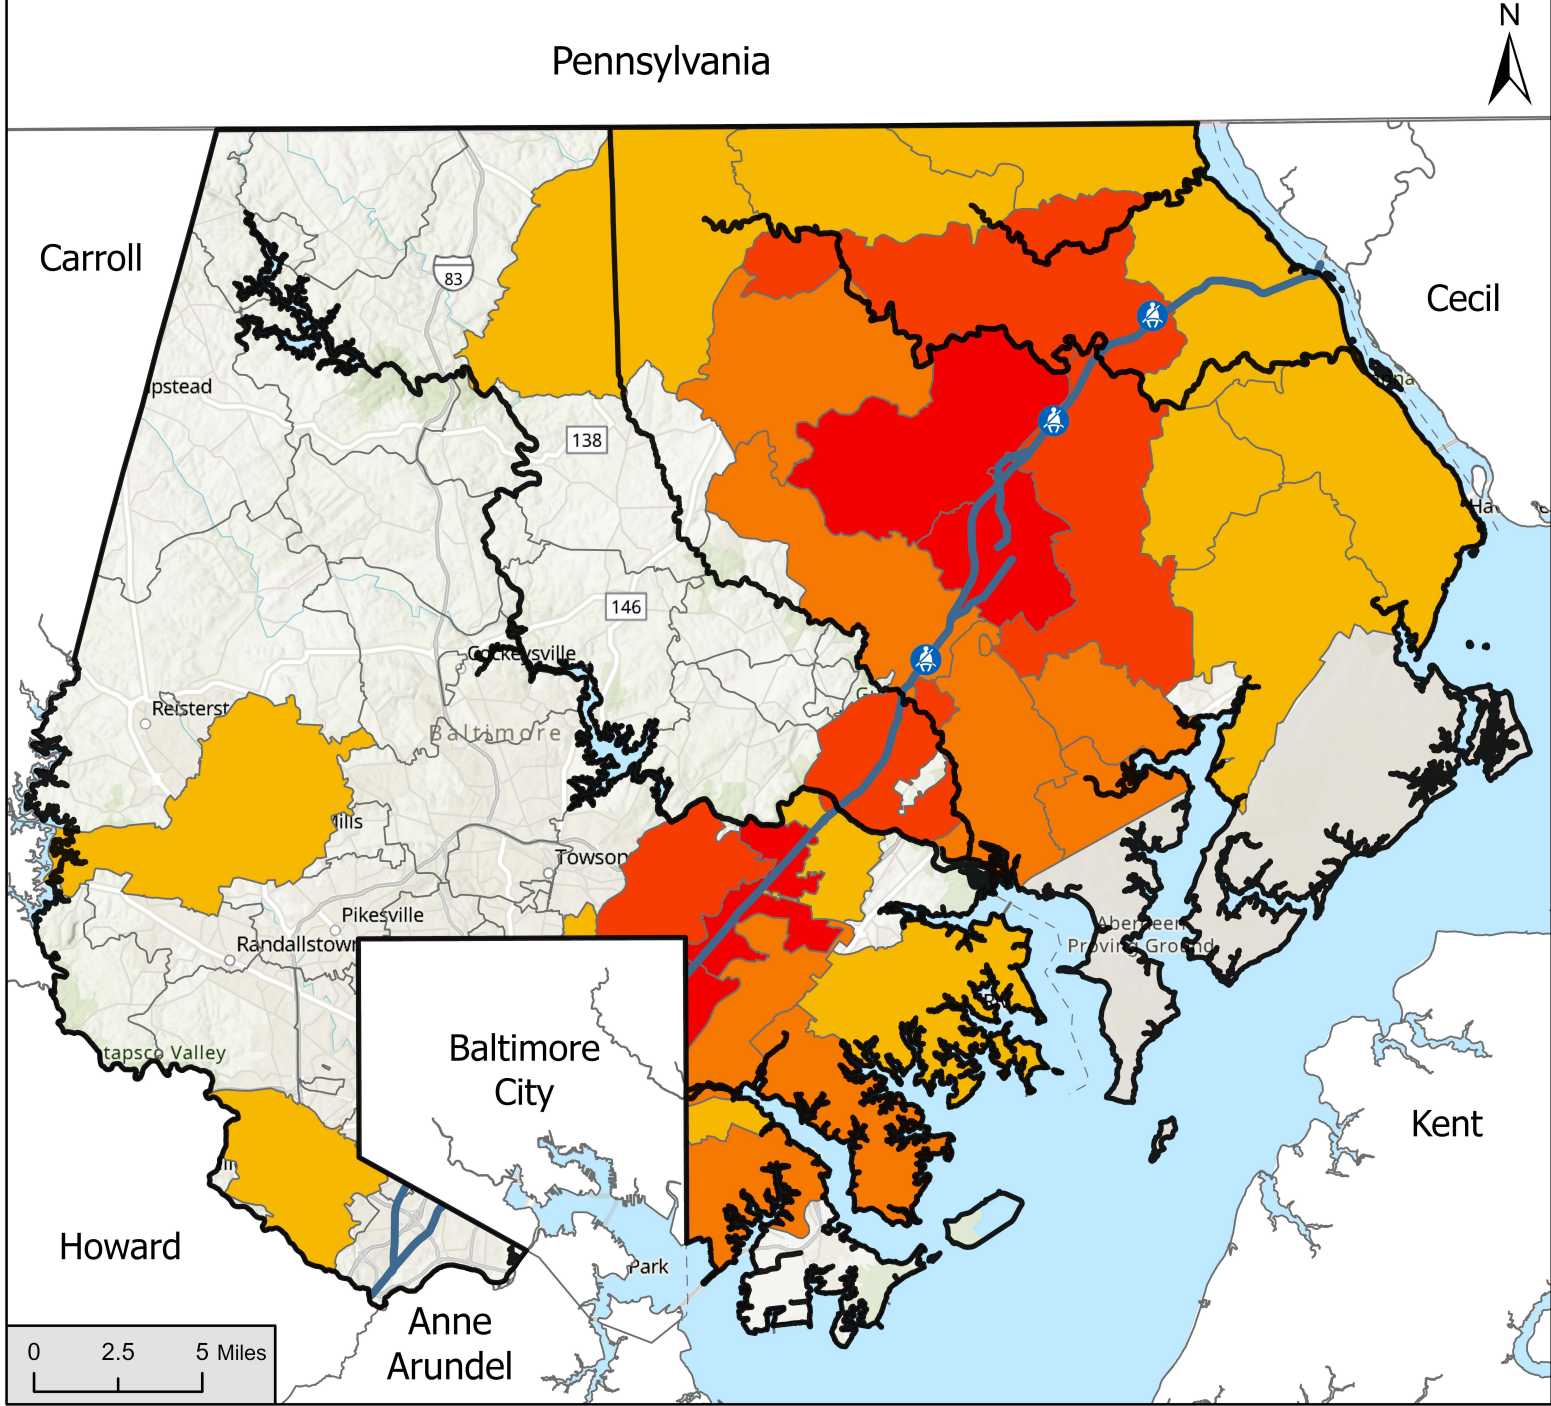 N
Pennsylvania
Carroll
83
Cecil
138
146
Cockeysville
Reisterst
Baltimore
Towson
Pikesville
Randallstown
Aberdeen
Proving Ground
Baltimore
City
tapsco Valley
Kent
Howard
Park
Anne
Arundel
0 2.5 5 Miles